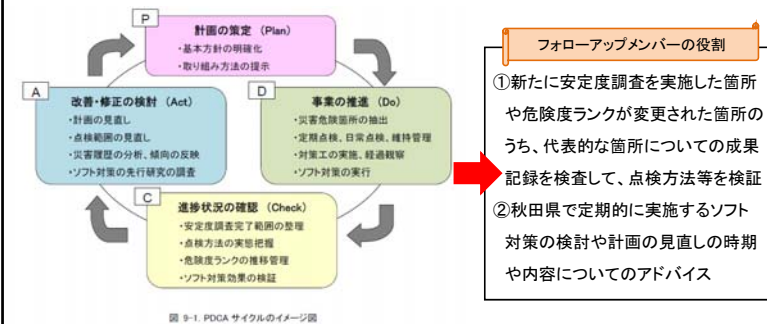 P
計画の策定 (Plan)
・基本方針の明確化
・取り組み方法の提示
A
改善・修正の検討 (Act)
・計画の見直し
・点検範囲の見直し
・災害履歴の分析、傾向の反映
・ソフト対策の先行研究の調査
D
事業の推進 (Do)
・災害危険箇所の抽出
・定期点検、日常点検、維持管理
・対策工の実施、経過観察
・ソフト対策の実行
C
進捗状況の確認 (Check)
・安定度調査完了範囲の整理
・点検方法の実態把握
・危険度ランクの推移管理
・ソフト対策効果の検証
図 9-1. PDCA サイクルのイメージ図
フォローアップメンバーの役割
①新たに安定度調査を実施した箇所
や危険度ランクが変更された箇所の
うち、代表的な箇所についての成果
記録を検査して、点検方法等を検証
②秋田県で定期的に実施するソフト
対策の検討や計画の見直しの時期
や内容についてのアドバイス